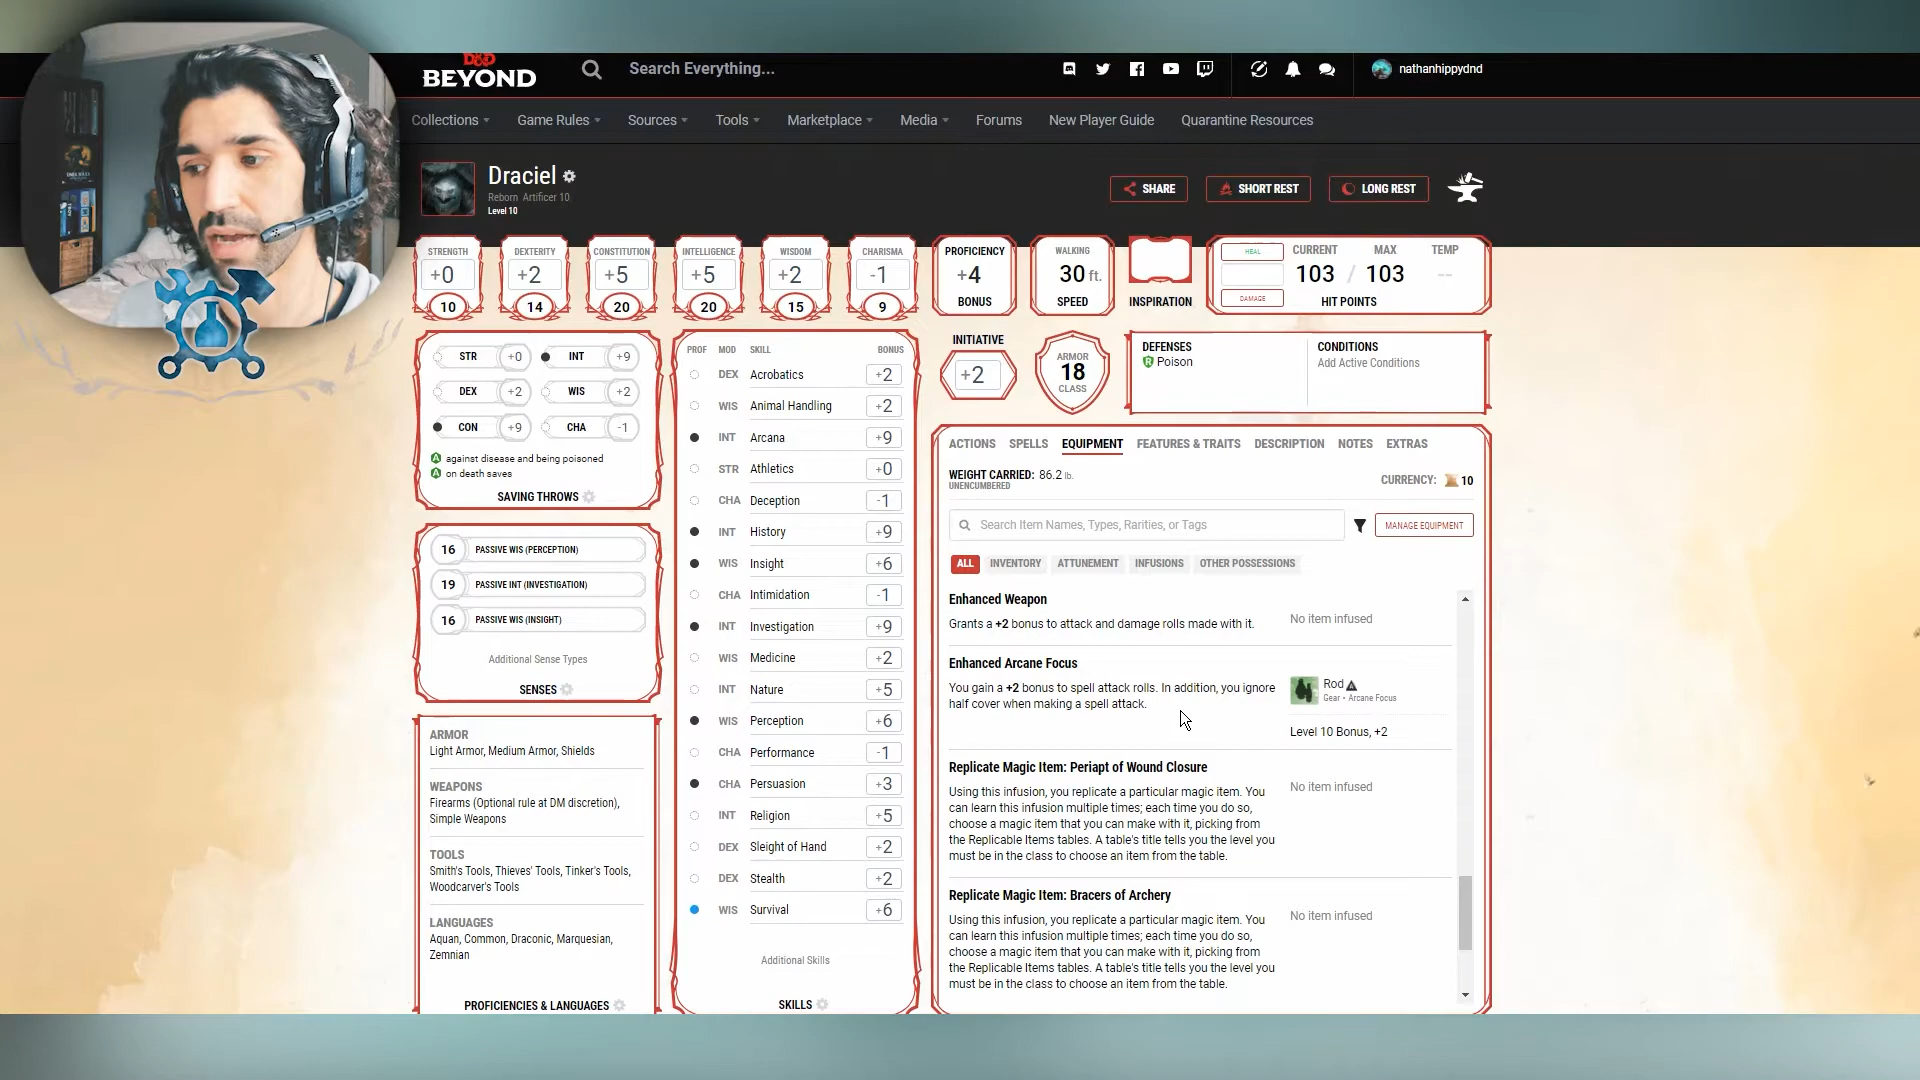 D&D
BEYOND
Search Everything...
nathanhippydnd
Collections
Game Rules
Sources
Tools
Marketplace
Media
Forums
New Player Guide
Quarantine Resources
Draciel
Reborn Artificer 10
Level 10
SHARE
SHORT REST
LONG REST
STRENGTH
+0
10
DEXTERITY
+2
14
CONSTITUTION
+5
20
INTELLIGENCE
+5
20
WISDOM
+2
15
CHARISMA
-1
9
PROFICIENCY
+4
BONUS
WALKING
30 ft.
SPEED
INSPIRATION
HEAL
DAMAGE
CURRENT MAX TEMP
103 / 103 --
HIT POINTS
STR +0 INT +9
DEX +2 WIS +2
CON +9 CHA -1
against disease and being poisoned
on death saves
SAVING THROWS
16 PASSIVE WIS (PERCEPTION)
19 PASSIVE INT (INVESTIGATION)
16 PASSIVE WIS (INSIGHT)
Additional Sense Types
SENSES
ARMOR
Light Armor, Medium Armor, Shields
WEAPONS
Firearms (Optional rule at DM discretion),
Simple Weapons
TOOLS
Smith's Tools, Thieves' Tools, Tinker's Tools,
Woodcarver's Tools
LANGUAGES
Aquan, Common, Draconic, Marquesian,
Zemnian
PROFICIENCIES & LANGUAGES
PROF MOD SKILL BONUS
DEX Acrobatics +2
WIS Animal Handling +2
INT Arcana +9
STR Athletics +0
CHA Deception -1
INT History +9
WIS Insight +6
CHA Intimidation -1
INT Investigation +9
WIS Medicine +2
INT Nature +5
WIS Perception +6
CHA Performance -1
CHA Persuasion +3
INT Religion +5
DEX Sleight of Hand +2
DEX Stealth +2
WIS Survival +6
Additional Skills
SKILLS
INITIATIVE
+2
ARMOR
18
CLASS
DEFENSES
Poison
CONDITIONS
Add Active Conditions
ACTIONS SPELLS EQUIPMENT FEATURES & TRAITS DESCRIPTION NOTES EXTRAS
WEIGHT CARRIED: 86.2 lb.
UNENCUMBERED
CURRENCY: 10
Search Item Names, Types, Rarities, or Tags
MANAGE EQUIPMENT
ALL INVENTORY ATTUNEMENT INFUSIONS OTHER POSSESSIONS
Enhanced Weapon
Grants a +2 bonus to attack and damage rolls made with it.
No item infused
Enhanced Arcane Focus
You gain a +2 bonus to spell attack rolls. In addition, you ignore
half cover when making a spell attack.
Rod
Gear • Arcane Focus
Level 10 Bonus, +2
Replicate Magic Item: Periapt of Wound Closure
No item infused
Using this infusion, you replicate a particular magic item. You
can learn this infusion multiple times; each time you do so,
choose a magic item that you can make with it, picking from
the Replicable Items tables. A table's title tells you the level you
must be in the class to choose an item from the table.
Replicate Magic Item: Bracers of Archery
No item infused
Using this infusion, you replicate a particular magic item. You
can learn this infusion multiple times; each time you do so,
choose a magic item that you can make with it, picking from
the Replicable Items tables. A table's title tells you the level you
must be in the class to choose an item from the table.